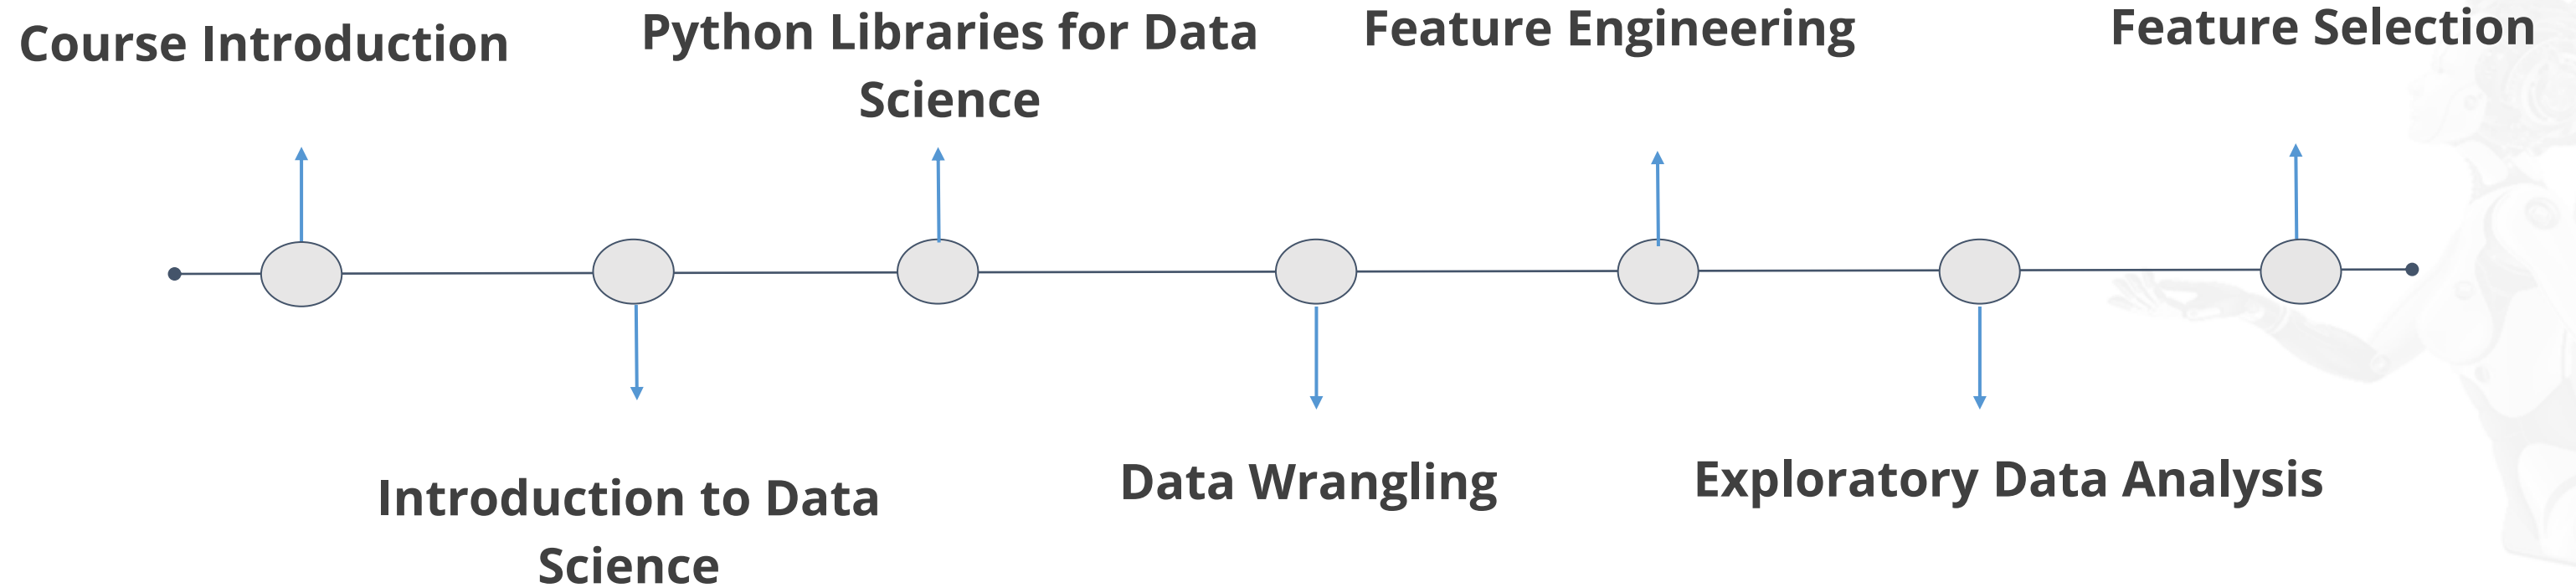 Course Introduction
Python Libraries for Data
Science
Feature Engineering
Feature Selection
Introduction to Data
Science
Data Wrangling
Exploratory Data Analysis